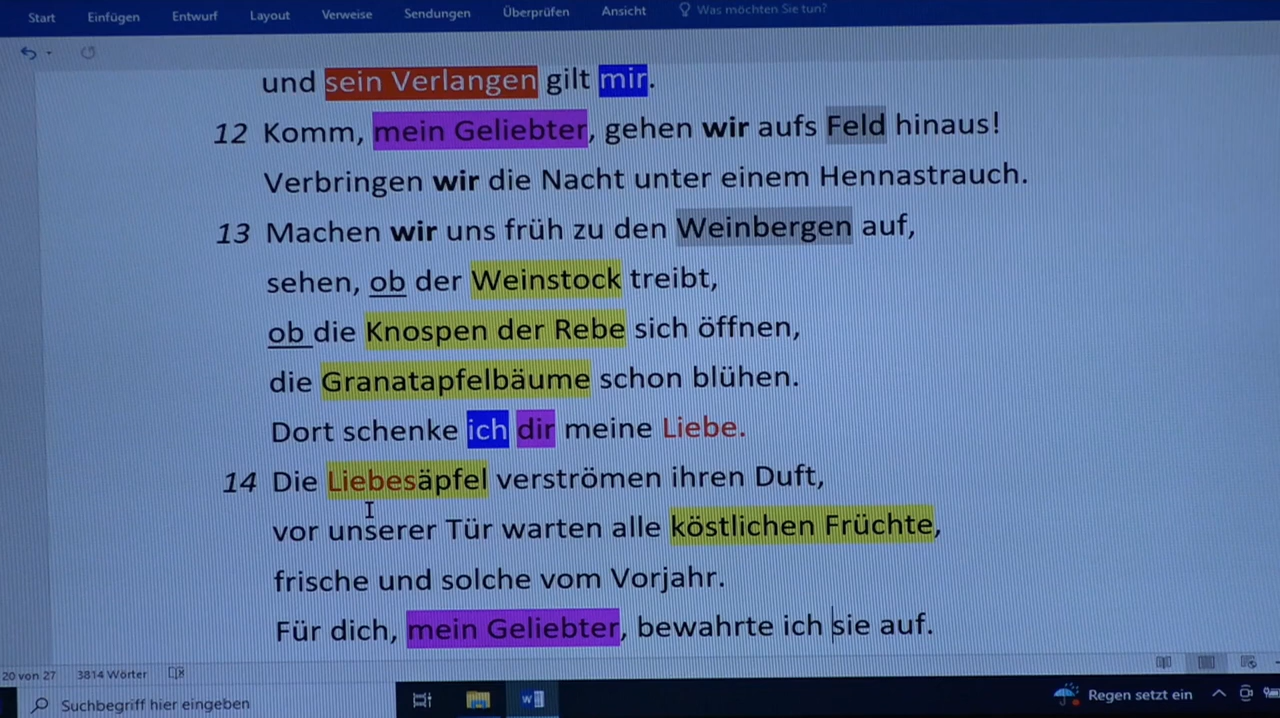 Start Einfügen Entwurf Layout Verweise Sendungen Überprüfen Ansicht Was möchten Sie tun?
und sein Verlangen gilt mir.
12 Komm, mein Geliebter, gehen wir aufs Feld hinaus!
Verbringen wir die Nacht unter einem Hennastrauch.
13 Machen wir uns früh zu den Weinbergen auf,
sehen, ob der Weinstock treibt,
ob die Knospen der Rebe sich öffnen,
die Granatapfelbäume schon blühen.
Dort schenke ich dir meine Liebe.
14 Die Liebesäpfel verströmen ihren Duft,
vor unserer Tür warten alle köstlichen Früchte,
frische und solche vom Vorjahr.
Für dich, mein Geliebter, bewahrte ich sie auf.
20 von 27 3814 Wörter
Suchbegriff hier eingeben W Regen setzt ein